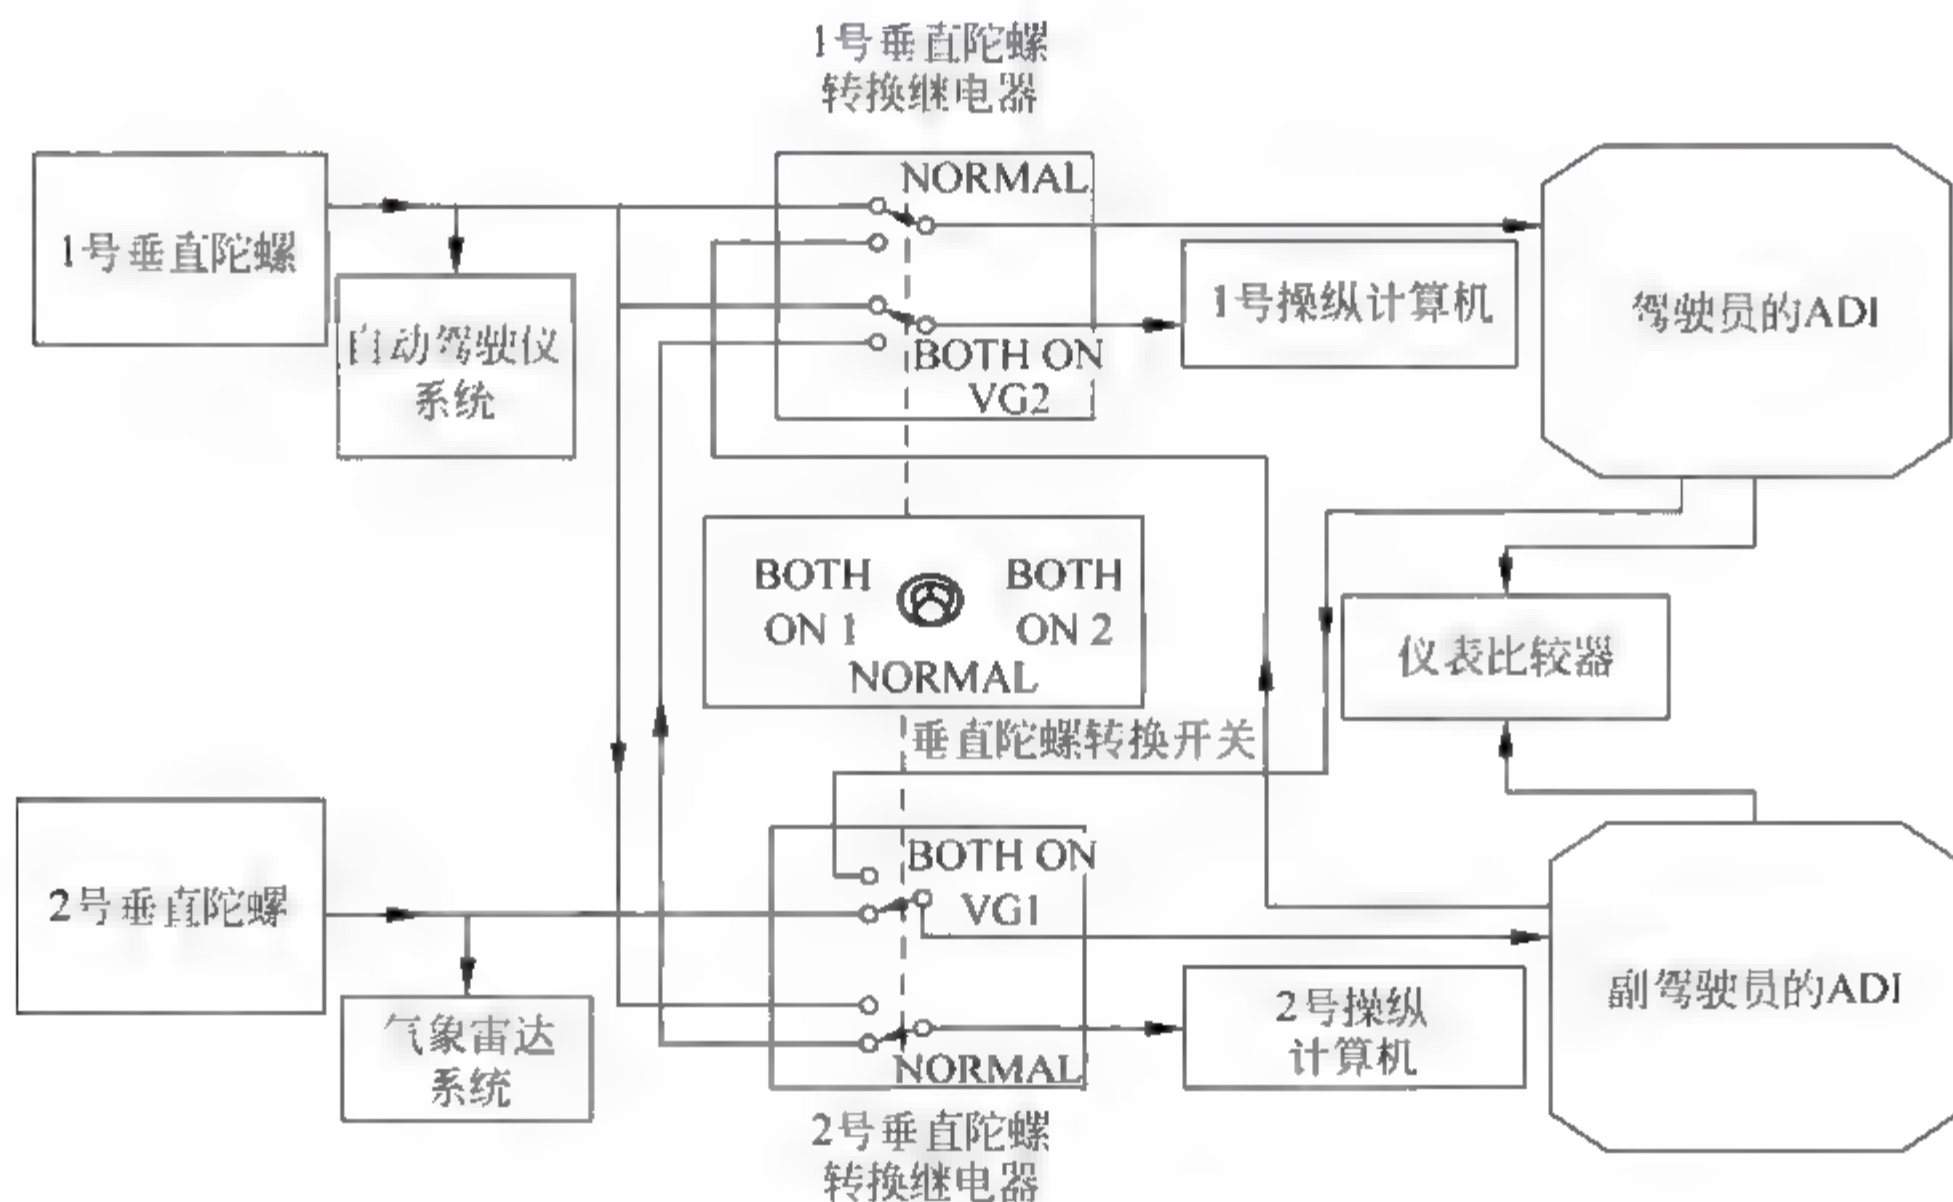 1号垂直陀螺
转换继电器
NORMAL
1号垂直陀螺
自动驾驶仪
系统
BOTH ON
VG2
1号操纵计算机
驾驶员的ADI
BOTH
ON 1
BOTH
ON 2
NORMAL
垂直陀螺转换开关
仪表比较器
2号垂直陀螺
气象雷达
系统
BOTH ON
VG1
NORMAL
2号操纵
计算机
副驾驶员的ADI
2号垂直陀螺
转换继电器